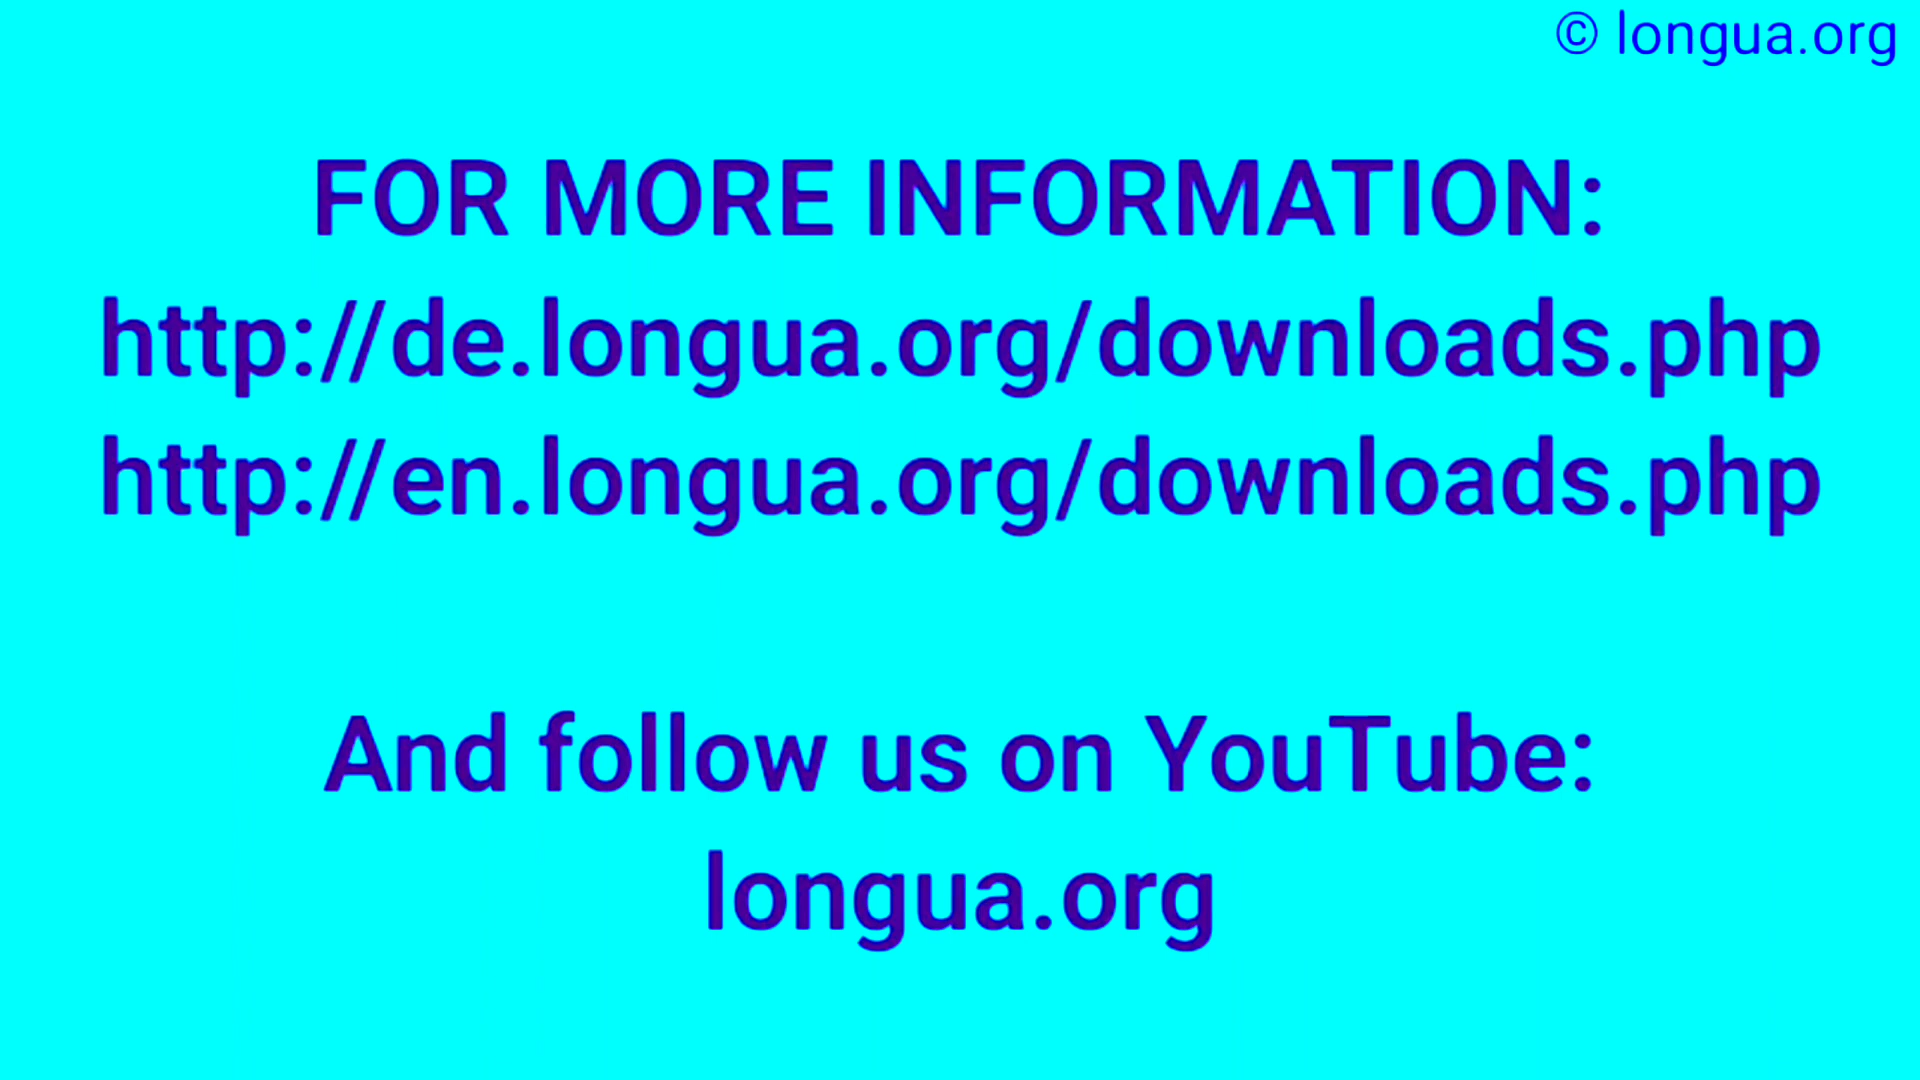 © longua.org
FOR MORE INFORMATION:
http://de.longua.org/downloads.php
http://en.longua.org/downloads.php
And follow us on YouTube:
longua.org